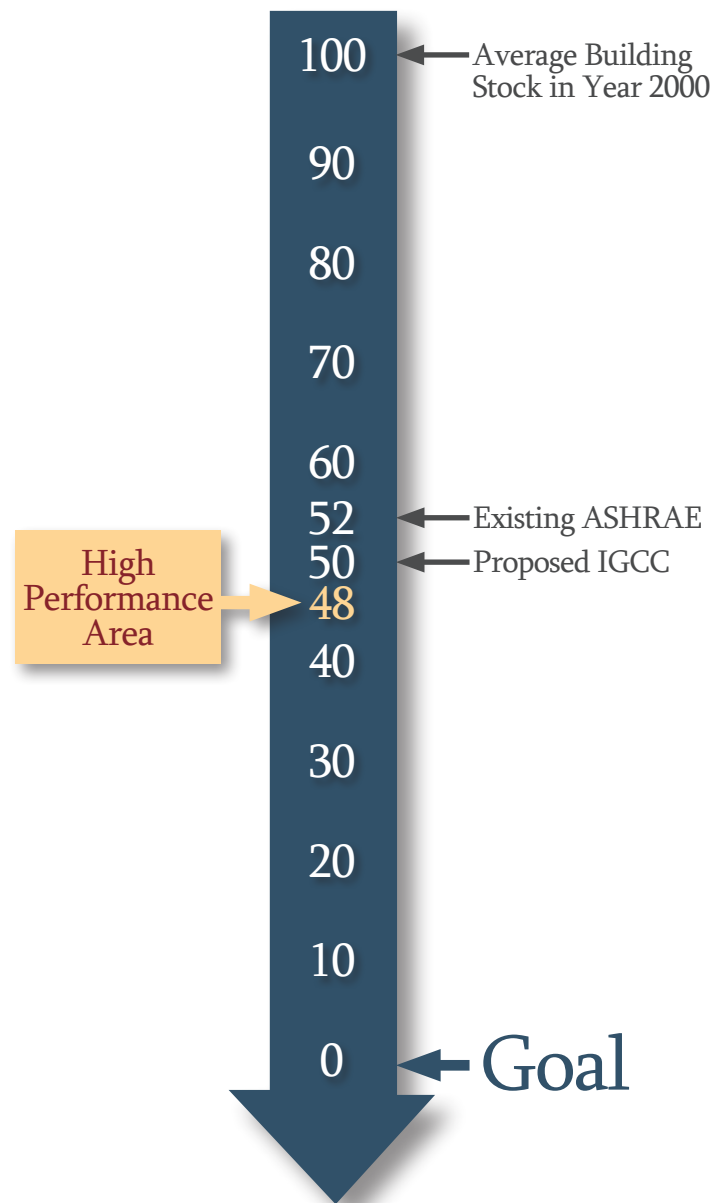 100
Average Building
Stock in Year 2000
90
80
70
60
52
Existing ASHRAE
50
Proposed IGCC
High
Performance
Area
48
40
30
20
10
0
Goal